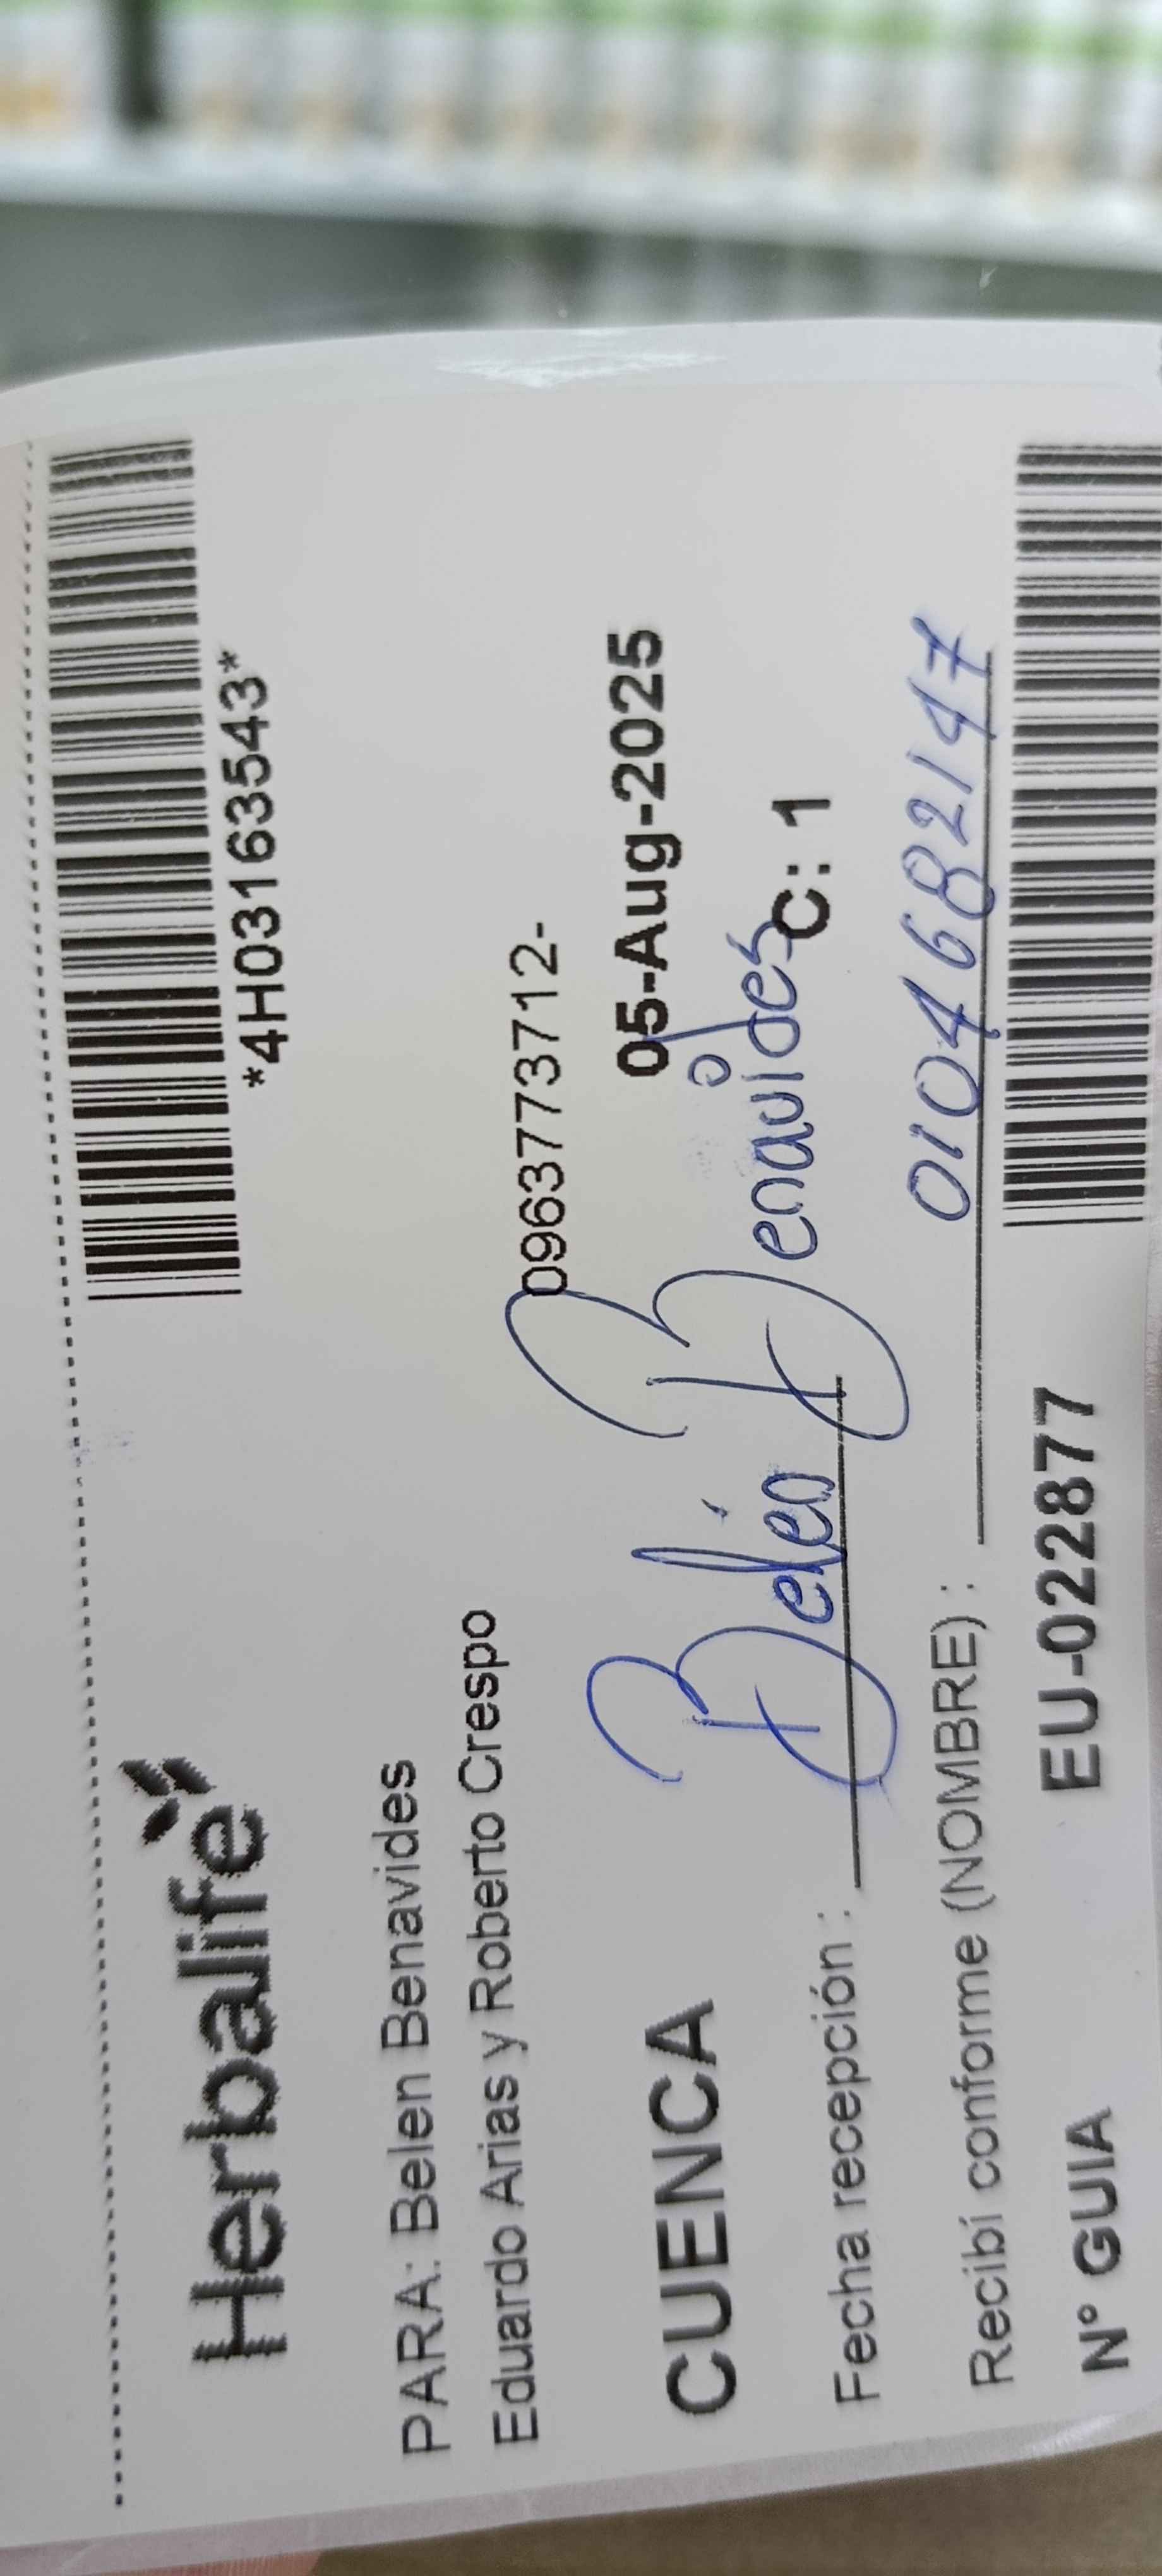 Herbalife
*4H03163543*
PARA: Belen Benavides
Eduardo Arias y Roberto Crespo
0963773712-
CUENCA
05-Aug-2025
Belén Benavides
C: 1
Fecha recepción :
0104682147
Recibí conforme (NOMBRE) :
N° GUIA EU-022877